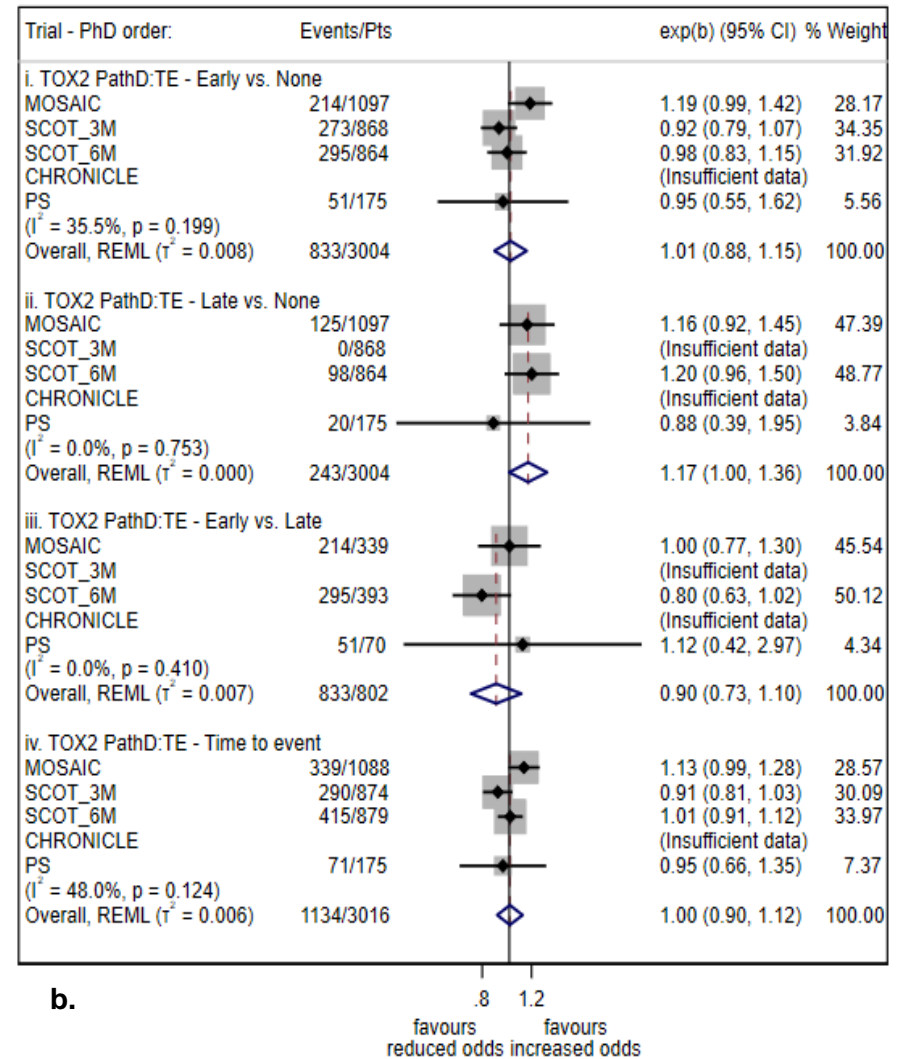 Trial - PhD order: Events/Pts exp(b) (95% CI) % Weight
i. TOX2 PathD:TE - Early vs. None
MOSAIC 214/1097 1.19 (0.99, 1.42) 28.17
SCOT_3M 273/868 0.92 (0.79, 1.07) 34.35
SCOT_6M 295/864 0.98 (0.83, 1.15) 31.92
CHRONICLE (Insufficient data)
PS 51/175 0.95 (0.55, 1.62) 5.56
(I² = 35.5%, p = 0.199)
Overall, REML (τ² = 0.008) 833/3004 1.01 (0.88, 1.15) 100.00
ii. TOX2 PathD:TE - Late vs. None
MOSAIC 125/1097 1.16 (0.92, 1.45) 47.39
SCOT_3M 0/868 (Insufficient data)
SCOT_6M 98/864 1.20 (0.96, 1.50) 48.77
CHRONICLE (Insufficient data)
PS 20/175 0.88 (0.39, 1.95) 3.84
(I² = 0.0%, p = 0.753)
Overall, REML (τ² = 0.000) 243/3004 1.17 (1.00, 1.36) 100.00
iii. TOX2 PathD:TE - Early vs. Late
MOSAIC 214/339 1.00 (0.77, 1.30) 45.54
SCOT_3M (Insufficient data)
SCOT_6M 295/393 0.80 (0.63, 1.02) 50.12
CHRONICLE (Insufficient data)
PS 51/70 1.12 (0.42, 2.97) 4.34
(I² = 0.0%, p = 0.410)
Overall, REML (τ² = 0.007) 833/802 0.90 (0.73, 1.10) 100.00
iv. TOX2 PathD:TE - Time to event
MOSAIC 339/1088 1.13 (0.99, 1.28) 28.57
SCOT_3M 290/874 0.91 (0.81, 1.03) 30.09
SCOT_6M 415/879 1.01 (0.91, 1.12) 33.97
CHRONICLE (Insufficient data)
PS 71/175 0.95 (0.66, 1.35) 7.37
(I² = 48.0%, p = 0.124)
Overall, REML (τ² = 0.006) 1134/3016 1.00 (0.90, 1.12) 100.00
b. .8 1.2
favours favours
reduced odds increased odds